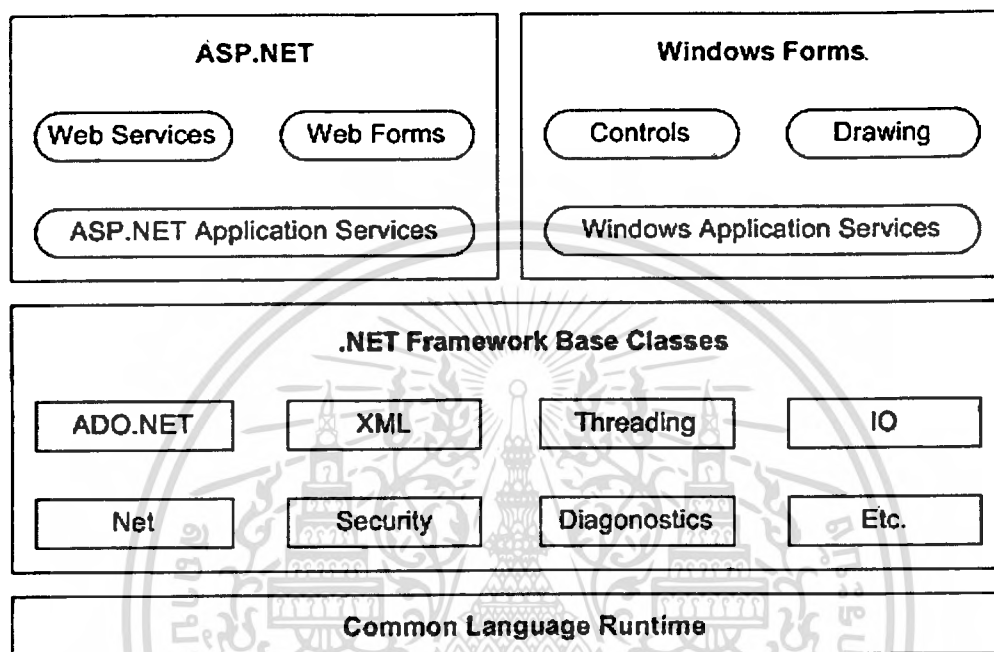 ASP.NET
Web Services
Web Forms
ASP.NET Application Services
Windows Forms.
Controls
Drawing
Windows Application Services
.NET Framework Base Classes
ADO.NET
XML
Threading
IO
Net
Security
Diagonostics
Etc.
Common Language Runtime